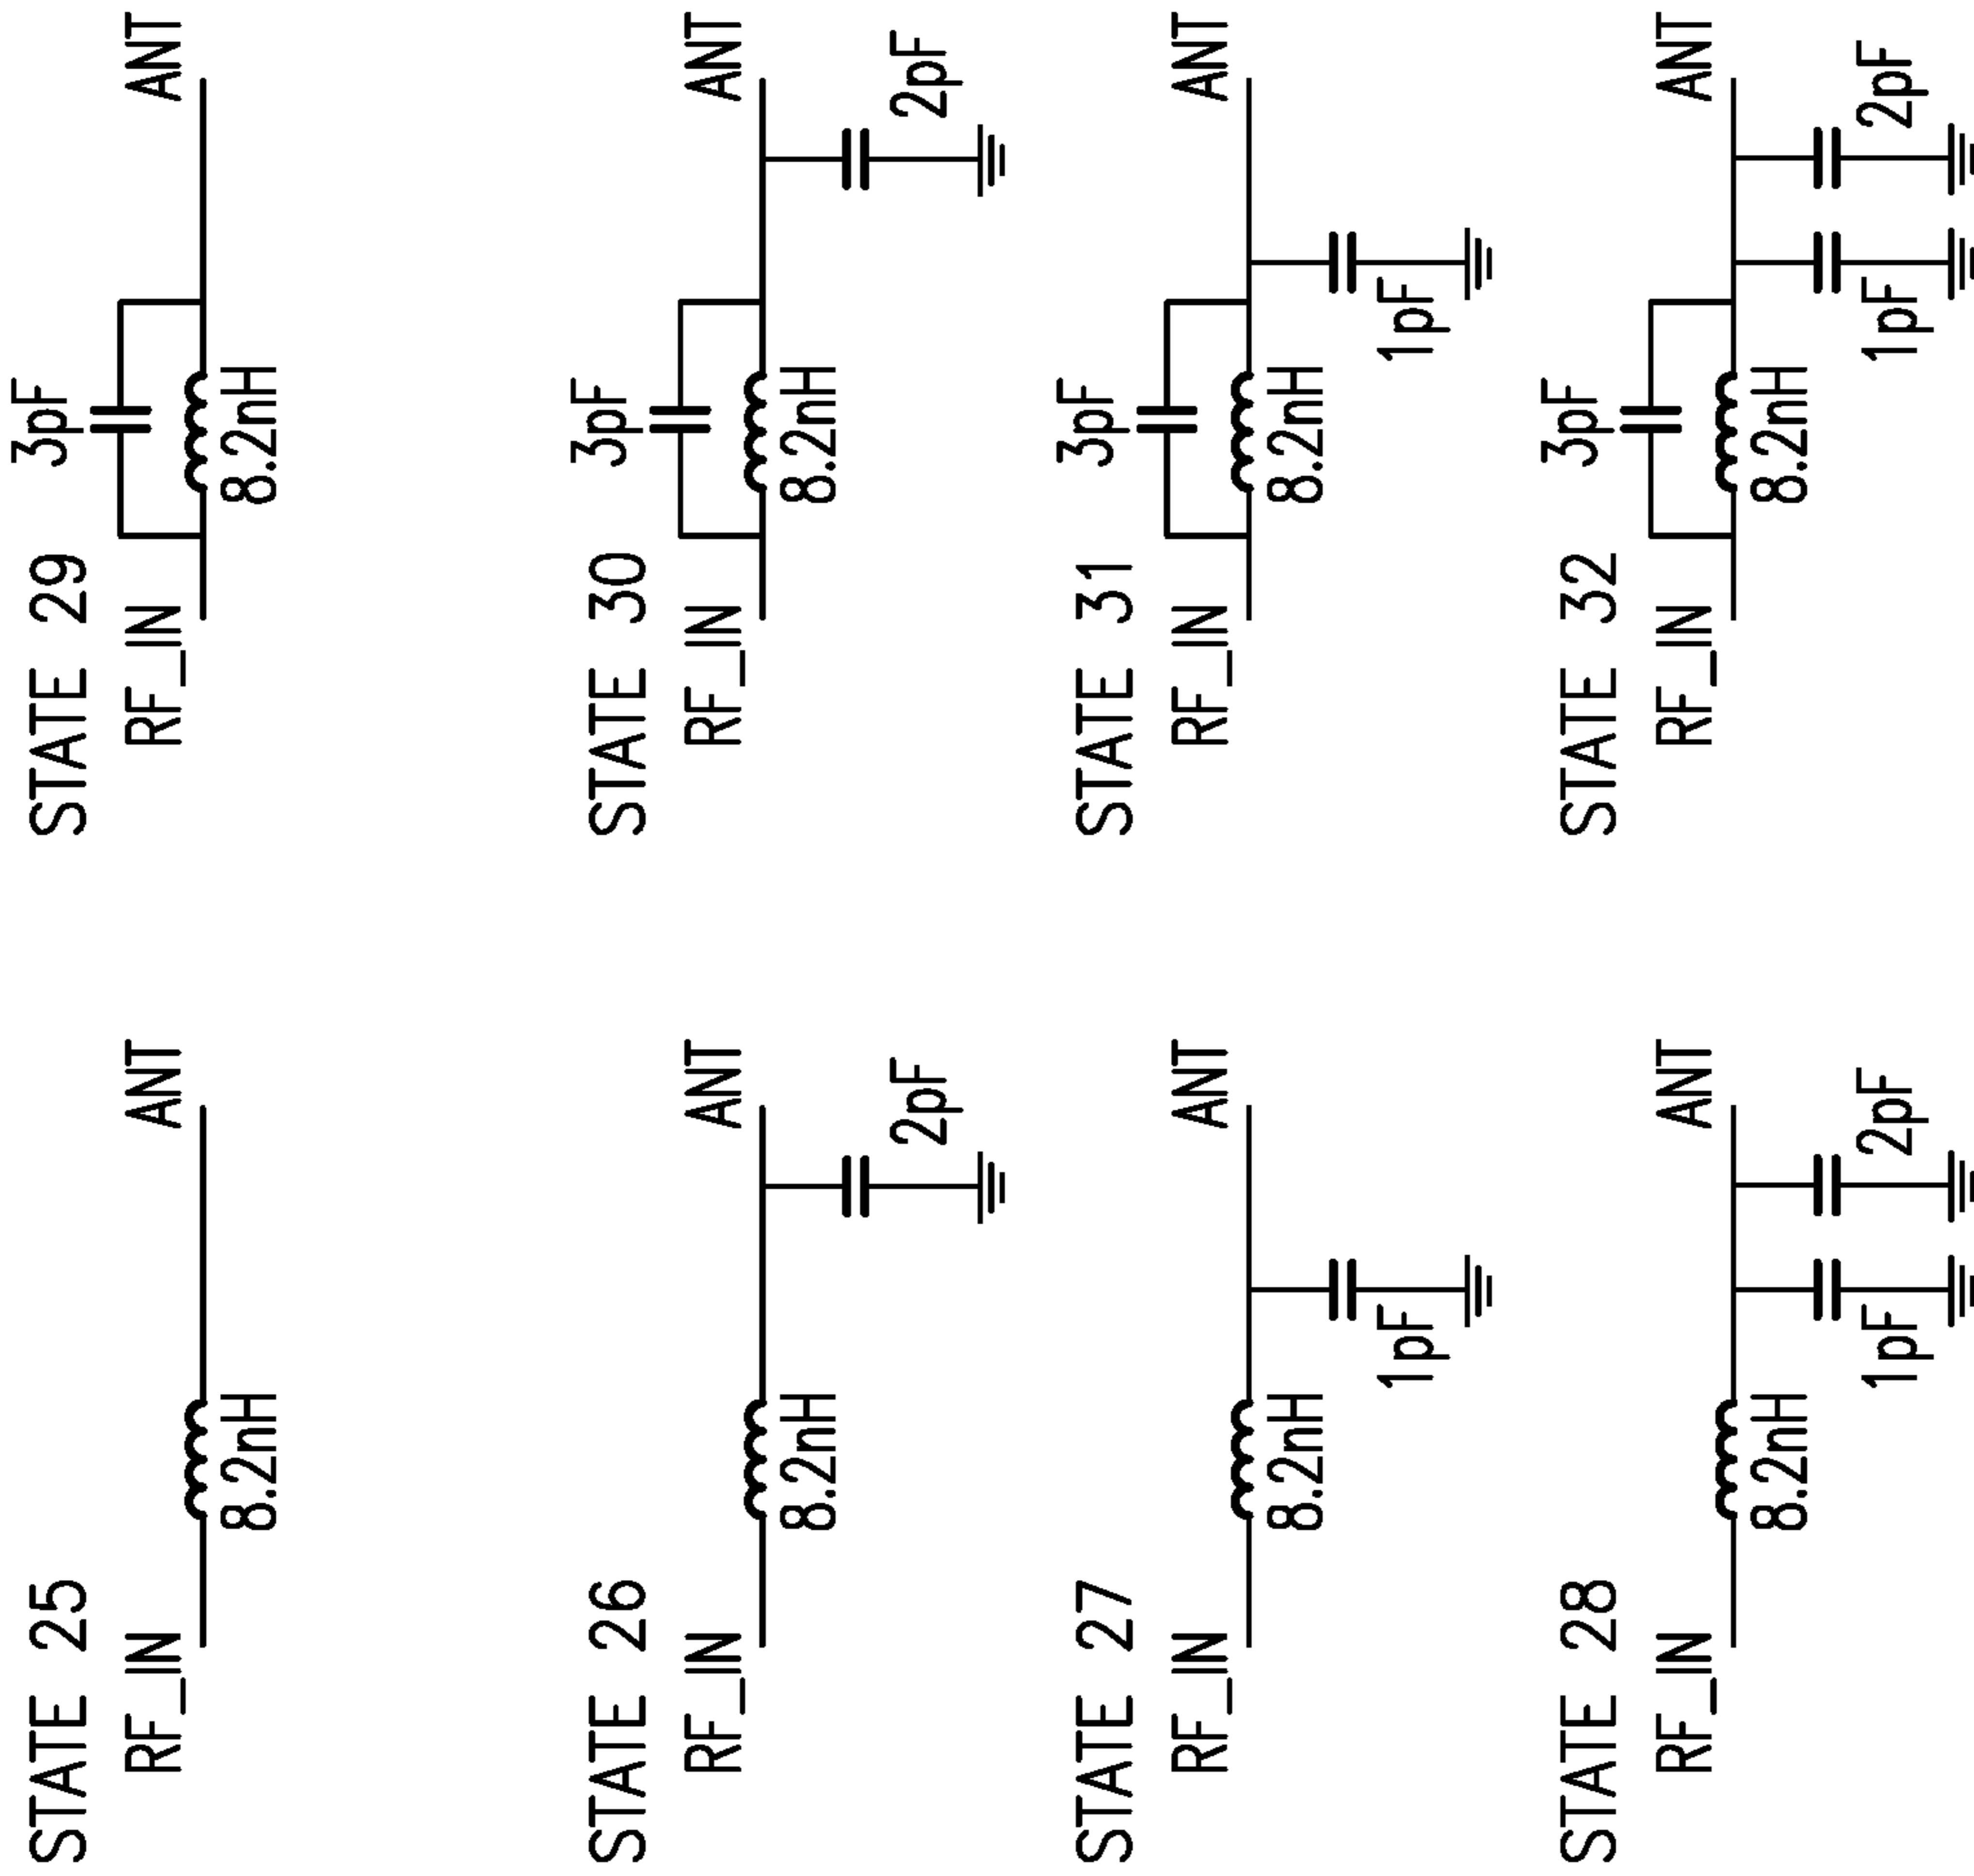 STATE 25
RF_IN
ANT
8.2nH
STATE 26
RF_IN
ANT
8.2nH
2pF
STATE 27
RF_IN
ANT
8.2nH
1pF
STATE 28
RF_IN
ANT
8.2nH
1pF
2pF
STATE 29
3pF
RF_IN
ANT
8.2nH
STATE 30
3pF
RF_IN
ANT
8.2nH
2pF
STATE 31
3pF
RF_IN
ANT
8.2nH
1pF
STATE 32
3pF
RF_IN
ANT
8.2nH
1pF
2pF